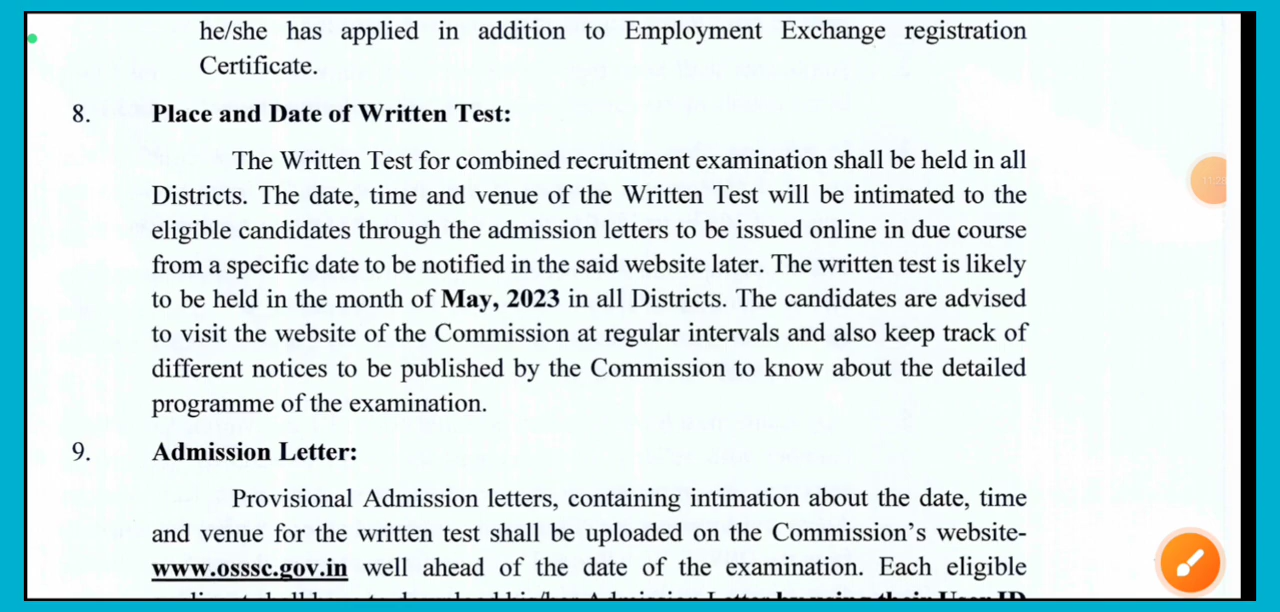 he/she has applied in addition to Employment Exchange registration
Certificate.
8. Place and Date of Written Test:
The Written Test for combined recruitment examination shall be held in all
Districts. The date, time and venue of the Written Test will be intimated to the
eligible candidates through the admission letters to be issued online in due course
from a specific date to be notified in the said website later. The written test is likely
to be held in the month of May, 2023 in all Districts. The candidates are advised
to visit the website of the Commission at regular intervals and also keep track of
different notices to be published by the Commission to know about the detailed
programme of the examination.
9. Admission Letter:
Provisional Admission letters, containing intimation about the date, time
and venue for the written test shall be uploaded on the Commission's website-
www.osssc.gov.in well ahead of the date of the examination. Each eligible